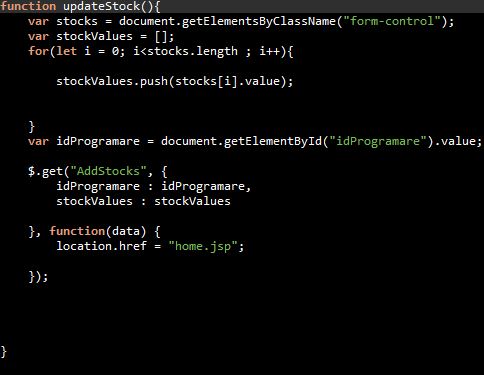 function updateStock(){
var stocks = document.getElementsByClassName("form-control");
var stockValues = [];
for(let i = 0; i<stocks.length ; i++){
stockValues.push(stocks[i].value);
}
var idProgramare = document.getElementById("idProgramare").value;
$.get("AddStocks", {
idProgramare : idProgramare,
stockValues : stockValues
}, function(data) {
location.href = "home.jsp";
});
}